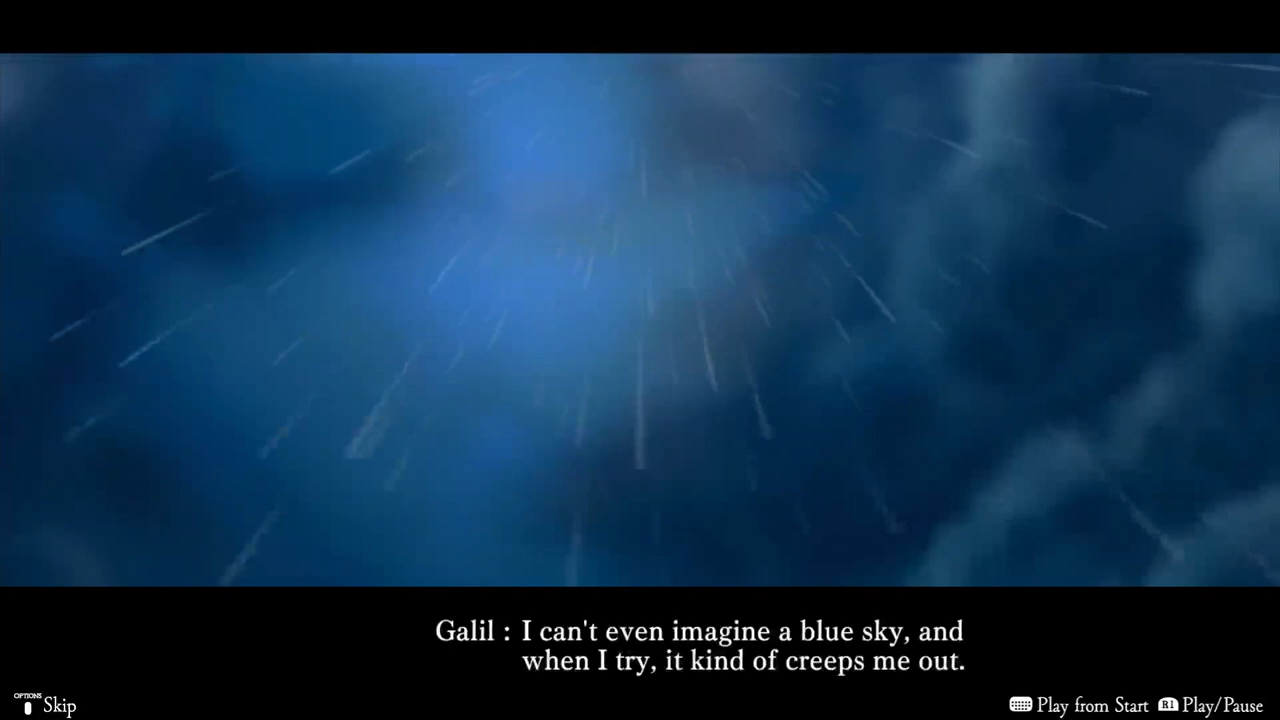 Galil : I can't even imagine a blue sky, and
when I try, it kind of creeps me out.
OPTIONS
Skip
Play from Start R1 Play/Pause